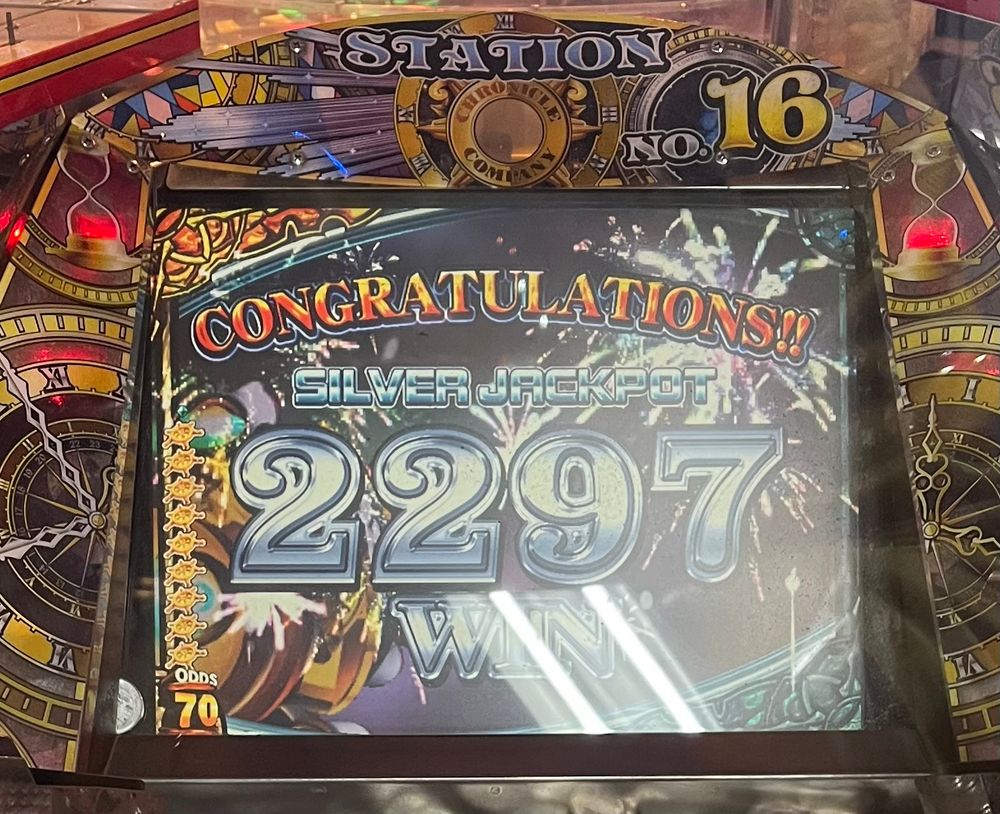 STATION
CHRONICLE
COMPANY
NO. 16
CONGRATULATIONS!!
SILVER JACKPOT
2297
WIN
ODDS
70